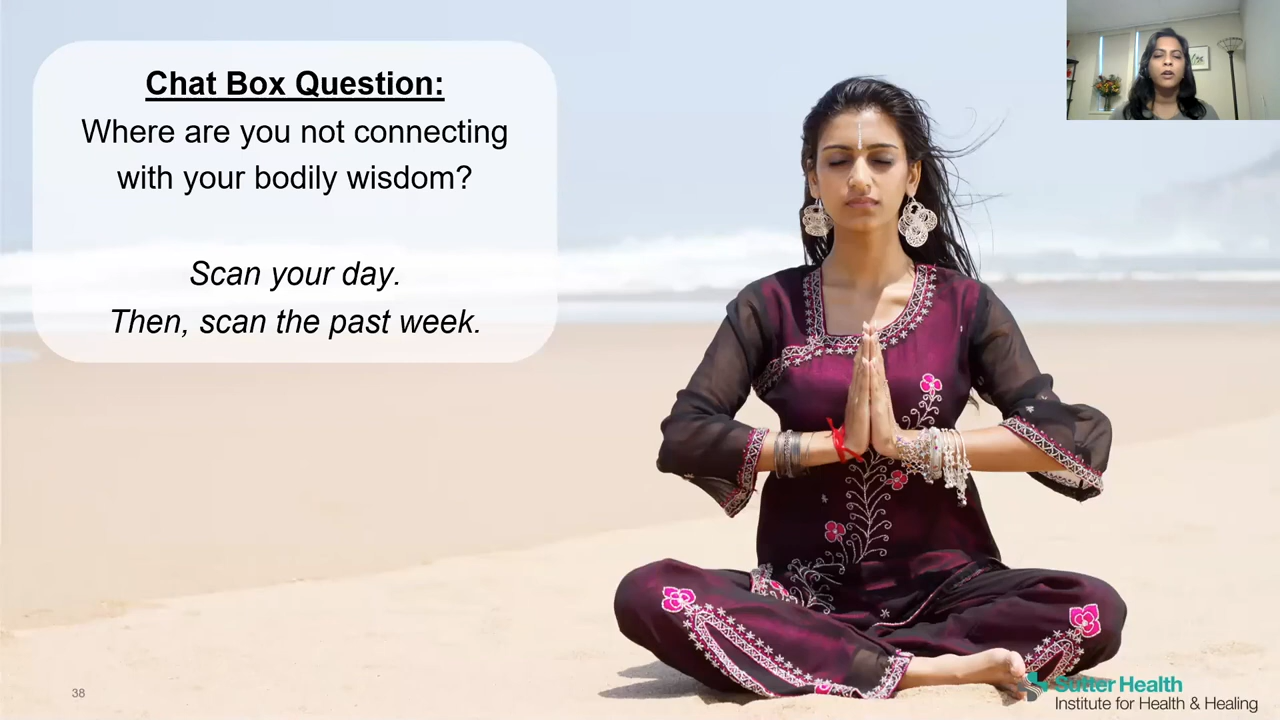 Chat Box Question:
Where are you not connecting
with your bodily wisdom?
Scan your day.
Then, scan the past week.
38
Sutter Health
Institute for Health & Healing